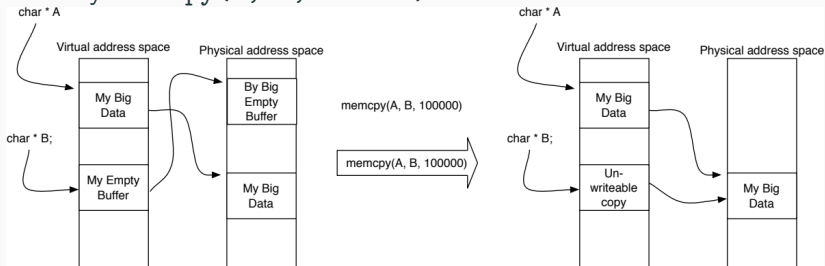 char * A
Virtual address space
Physical address space
My Big
Data
By Big
Empty
Buffer
char * B;
My Empty
Buffer
My Big
Data
memcpy(A, B, 100000)
memcpy(A, B, 100000)
char * A
Virtual address space
Physical address space
My Big
Data
char * B;
Un-
writeable
copy
My Big
Data